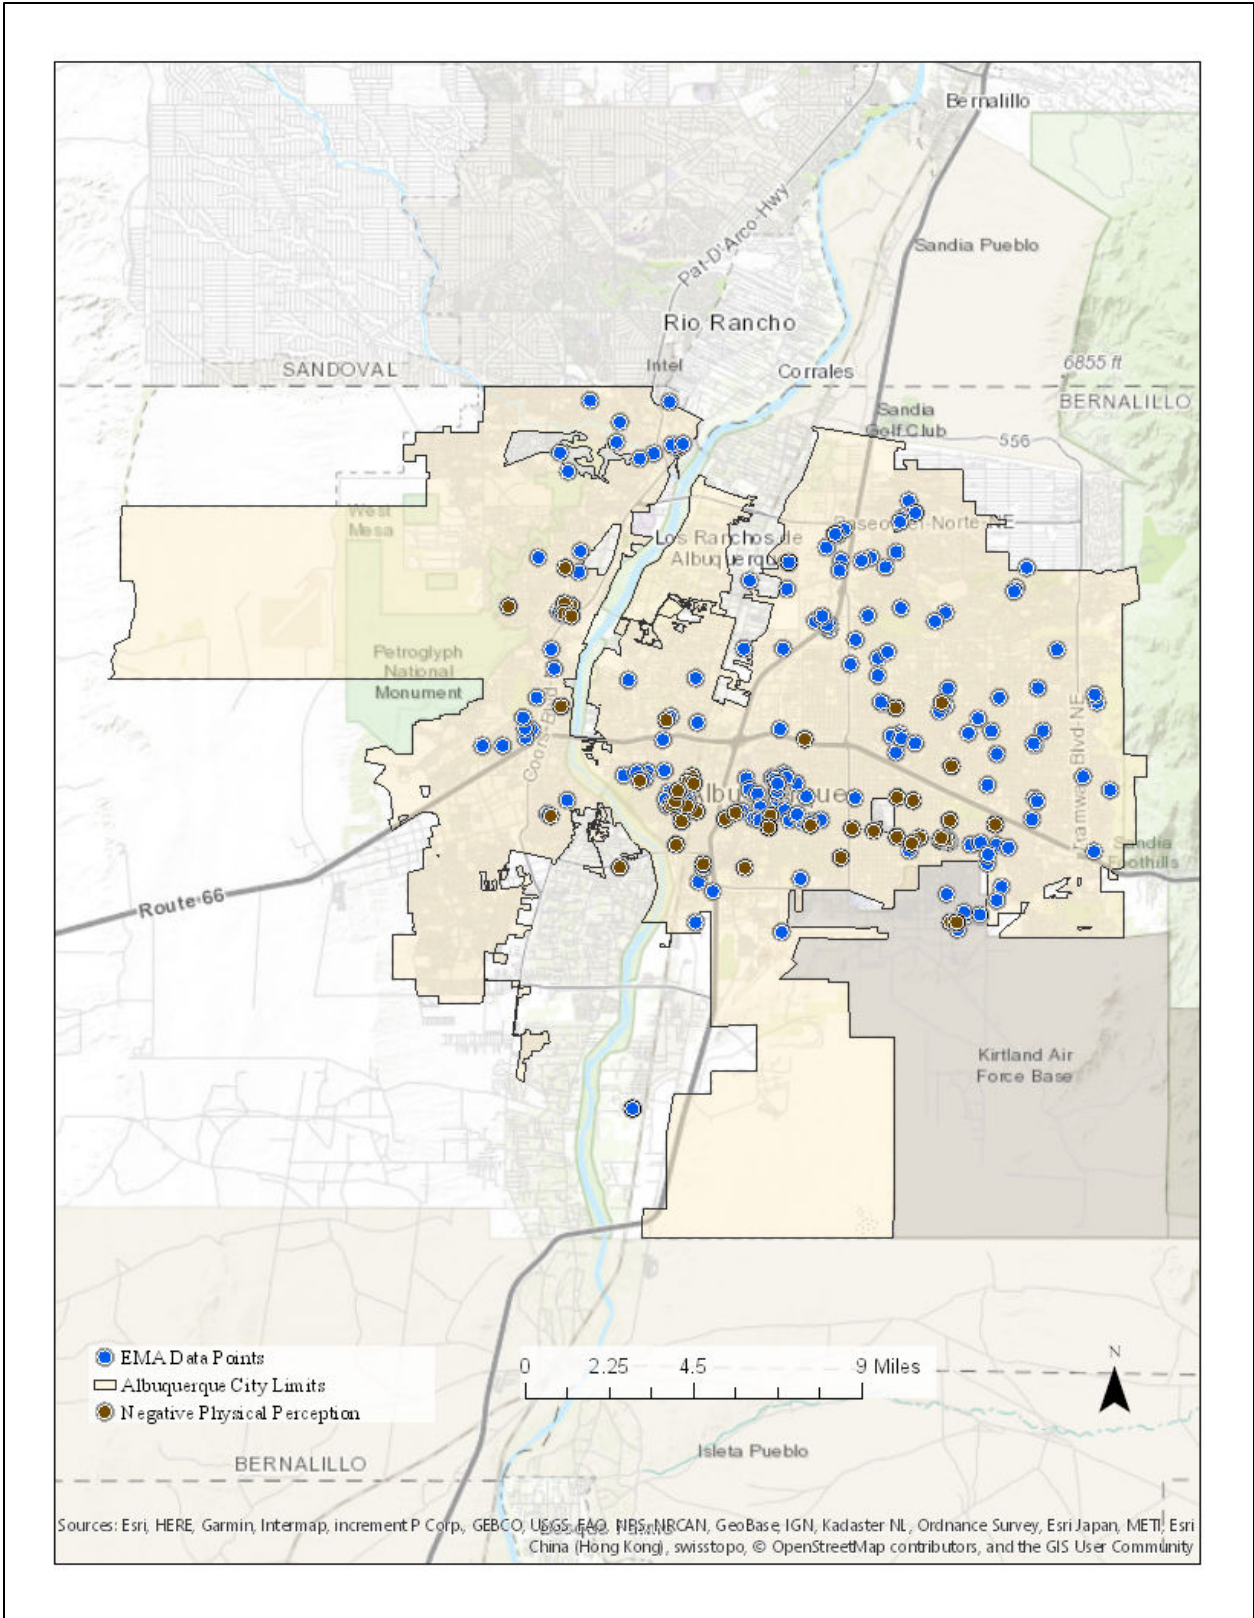 Bernalillo
Pat-D'Arco-Hwy
Sandia Pueblo
Rio Rancho
Intel
Corrales
6855 ft
SANDOVAL
BERNALILLO
Sandia
Golf Club
556
West
Mesa
Paseo del-Norte-NE
Los Ranchos de
Albuquerque
Petroglyph
National
Monument
Coors-Blvd
Tramway-Blvd-NE
Albuquerque
Sandia
Foothills
Route-66
Kirtland Air
Force Base
N
EMA Data Points
Albuquerque City Limits
Negative Physical Perception
0 2.25 4.5 9 Miles
Isleta Pueblo
BERNALILLO
Sources: Esri, HERE, Garmin, Intermap, increment P Corp., GEBCO, USGS, FAO, NPS, NRCAN, GeoBase, IGN, Kadaster NL, Ordnance Survey, Esri Japan, METI, Esri
China (Hong Kong), swisstopo, © OpenStreetMap contributors, and the GIS User Community